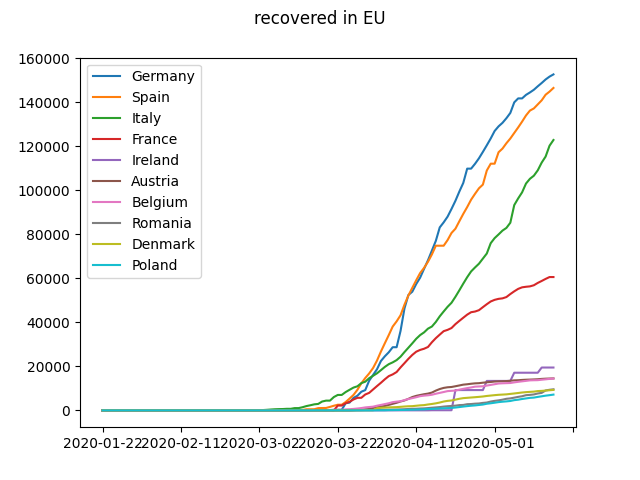 recovered in EU
160000
140000
120000
100000
80000
60000
40000
20000
0
Germany
Spain
Italy
France
Ireland
Austria
Belgium
Romania
Denmark
Poland
2020-01-22
2020-02-11
2020-03-02
2020-03-22
2020-04-11
2020-05-01